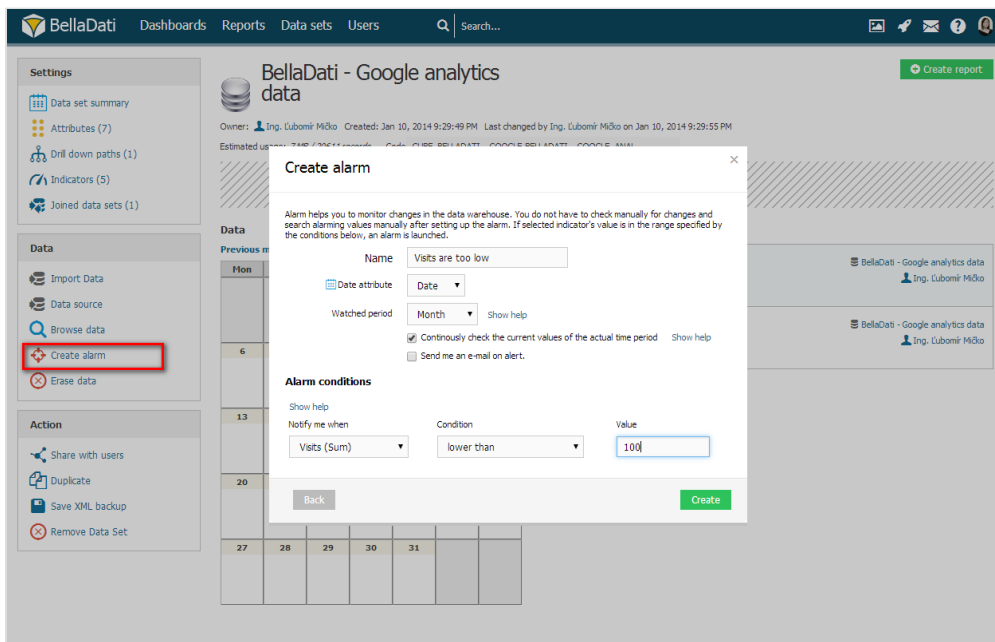 BellaDati Dashboards Reports Data sets Users Search...
Settings
Data set summary
Attributes (7)
Drill down paths (1)
Indicators (5)
Joined data sets (1)
Data
Import Data
Data source
Browse data
Create alarm
Erase data
Action
Share with users
Duplicate
Save XML backup
Remove Data Set
BellaDati - Google analytics
data
Create report
Owner: Ing. Ľubomír Mičko Created: Jan 10, 2014 9:29:49 PM Last changed by Ing. Ľubomír Mičko on Jan 10, 2014 9:29:55 PM
Estimated
Data
Previous m
Mon
6
13
20
27 28 29 30 31
Create alarm
Alarm helps you to monitor changes in the data warehouse. You do not have to check manually for changes and
search alarming values manually after setting up the alarm. If selected indicator's value is in the range specified by
the conditions below, an alarm is launched.
Name Visits are too low
Date attribute Date
Watched period Month Show help
Continously check the current values of the actual time period Show help
Send me an e-mail on alert.
Alarm conditions
Show help
Notify me when Condition Value
Visits (Sum) lower than 100
Back Create
BellaDati - Google analytics data
Ing. Ľubomír Mičko
BellaDati - Google analytics data
Ing. Ľubomír Mičko